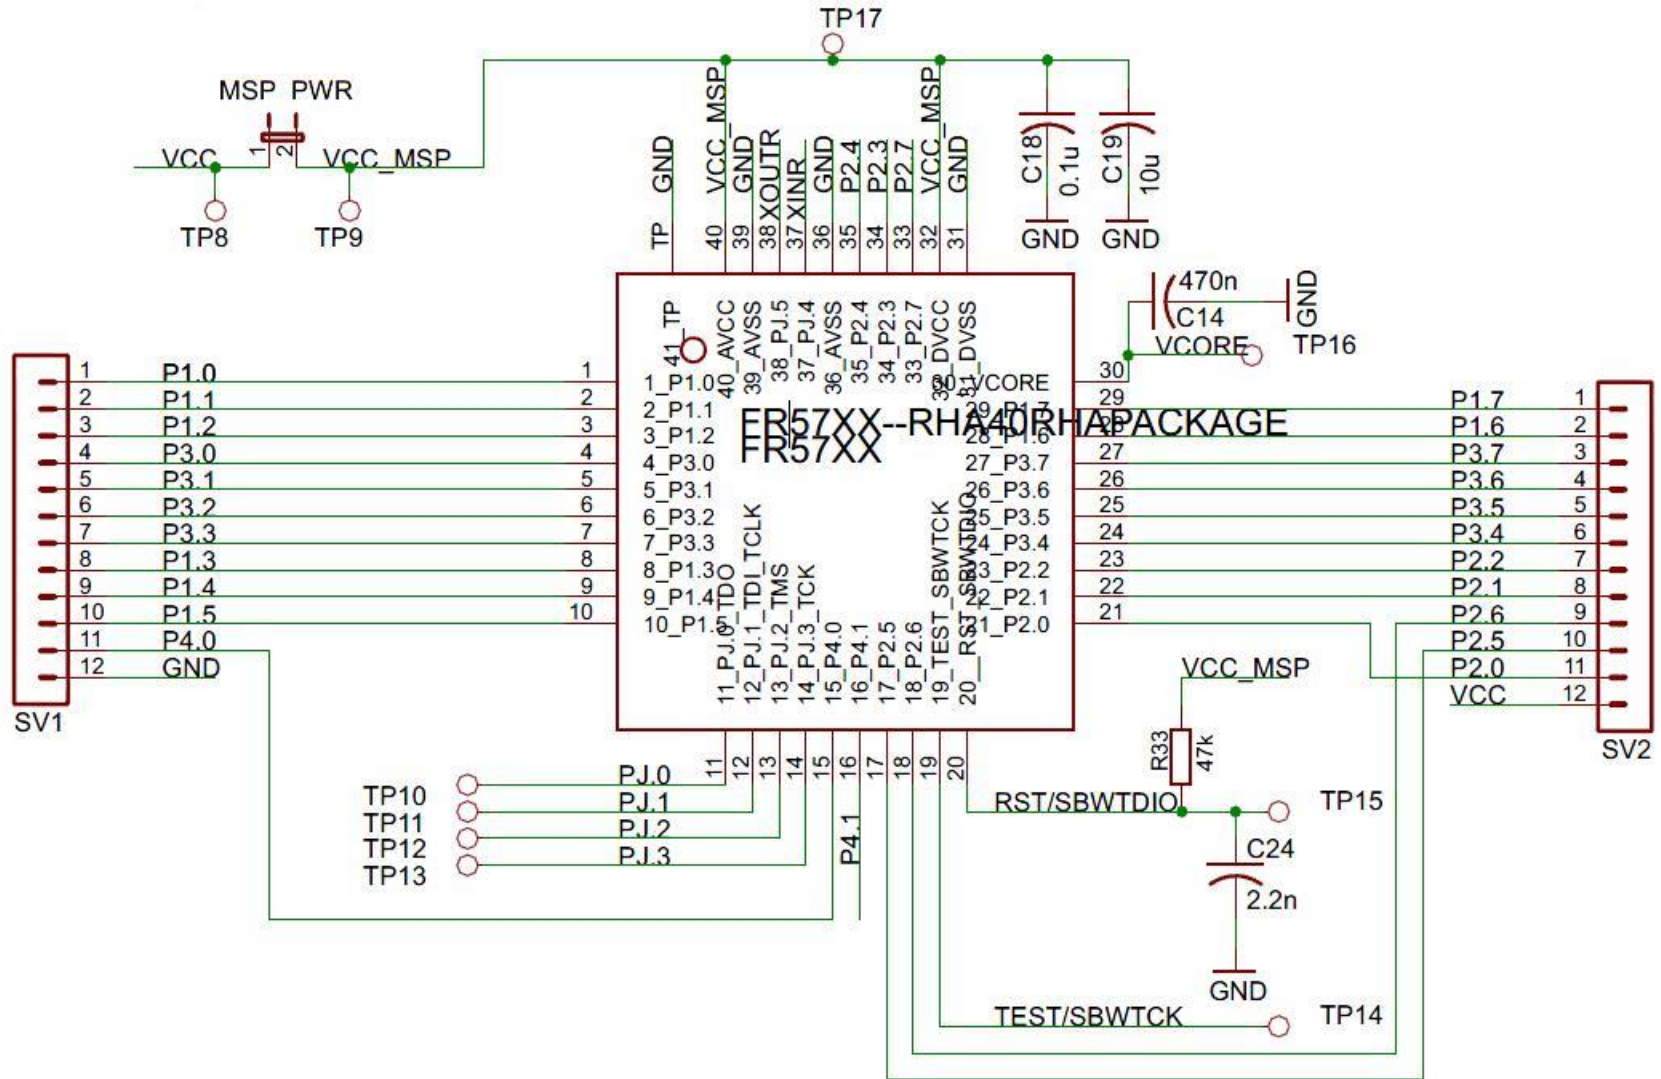 TP17
MSP PWR
VCC
1
2
VCC_MSP
TP8
TP9
GND
VCC_MSP
GND
XOUTR
XINR
GND
P2.4
P2.3
P2.7
VCC_MSP
GND
TP
40
39
38
37
36
35
34
33
32
31
C18
0.1u
C19
10u
GND
GND
470n
C14
GND
VCORE
TP16
41_TP
40_AVCC
39_AVSS
38_PJ.5
37_PJ.4
36_AVSS
35_P2.4
34_P2.3
33_P2.7
32_DVCC
31_DVSS
1 P1.0 1 1_P1.0
2 P1.1 2 2_P1.1
3 P1.2 3 3_P1.2
4 P3.0 4 4_P3.0
5 P3.1 5 5_P3.1
6 P3.2 6 6_P3.2
7 P3.3 7 7_P3.3
8 P1.3 8 8_P1.3
9 P1.4 9 9_P1.4
10 P1.5 10 10_P1.5
11 P4.0
12 GND
SV1
FR57XX--RHA40RHAPACKAGE
FR57XX
30_VCORE 30
29_P1.7 29 P1.7 1
28_P1.6 28 P1.6 2
27_P3.7 27 P3.7 3
26_P3.6 26 P3.6 4
25_P3.5 25 P3.5 5
24_P3.4 24 P3.4 6
23_P2.2 23 P2.2 7
22_P2.1 22 P2.1 8
21_P2.0 21 P2.6 9
P2.5 10
P2.0 11
VCC 12
SV2
11_PJ.0_TDO
12_PJ.1_TDI_TCLK
13_PJ.2_TMS
14_PJ.3_TCK
15_P4.0
16_P4.1
17_P2.5
18_P2.6
19_TEST_SBWTCK
20__RST_SBWTDIO
11
12
13
14
15
16
17
18
19
20
TP10 PJ.0
TP11 PJ.1
TP12 PJ.2
TP13 PJ.3
P4.1
VCC_MSP
R33
47k
RST/SBWTDIO
TP15
C24
2.2n
GND
TEST/SBWTCK
TP14